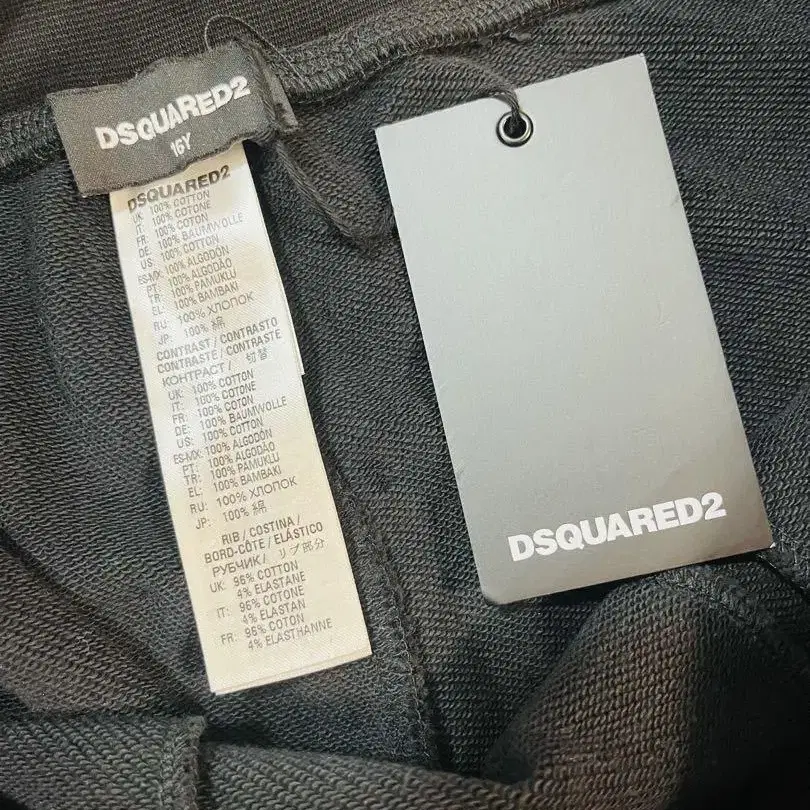 DSQUARED2
16Y
DSQUARED2
UK: 100% COTTON
IT: 100% COTONE
FR: 100% COTON
DE: 100% BAUMWOLLE
US: 100% COTTON
ES-MX: 100% ALGODÓN
PT: 100% ALGODÃO
TR: 100% PAMUKLU
EL: 100% BAMBAKI
RU: 100% ХЛОПОК
JP: 100% 綿
CONTRAST / CONTRASTO
CONTRASTE / CONTRASTE
КОНТРАСТ / 切替
UK: 100% COTTON
IT: 100% COTONE
FR: 100% COTON
DE: 100% BAUMWOLLE
US: 100% COTTON
ES-MX: 100% ALGODÓN
PT: 100% ALGODÃO
TR: 100% PAMUKLU
EL: 100% BAMBAKI
RU: 100% ХЛОПОК
JP: 100% 綿
RIB / COSTINA /
BORD-CÔTE / ELÁSTICO
РУБЧИК / リブ部分
UK: 96% COTTON
4% ELASTANE
IT: 96% COTONE
4% ELASTAN
FR: 96% COTON
4% ELASTHANNE
DSQUARED2